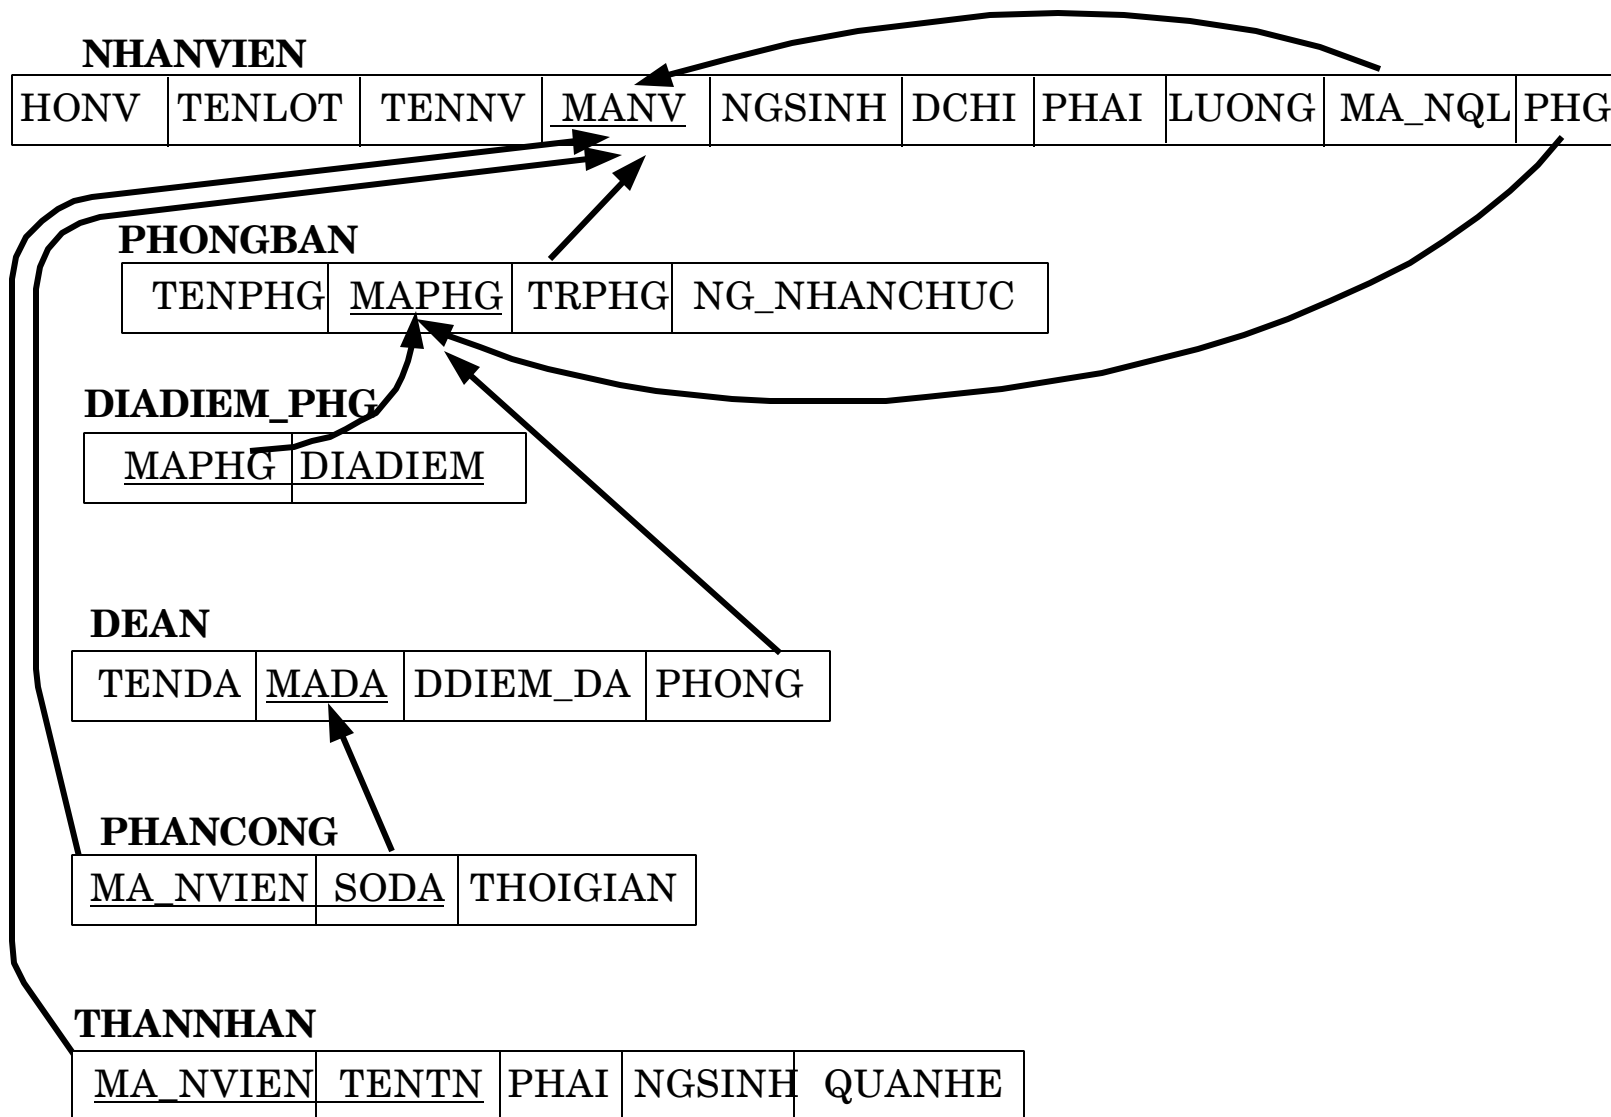 NHANVIEN
HONV TENLOT TENNV MANV NGSINH DCHI PHAI LUONG MA_NQL PHG
PHONGBAN
TENPHG MAPHG TRPHG NG_NHANCHUC
DIADIEM_PHG
MAPHG DIADIEM
DEAN
TENDA MADA DDIEM_DA PHONG
PHANCONG
MA_NVIEN SODA THOIGIAN
THANNHAN
MA_NVIEN TENTN PHAI NGSINH QUANHE